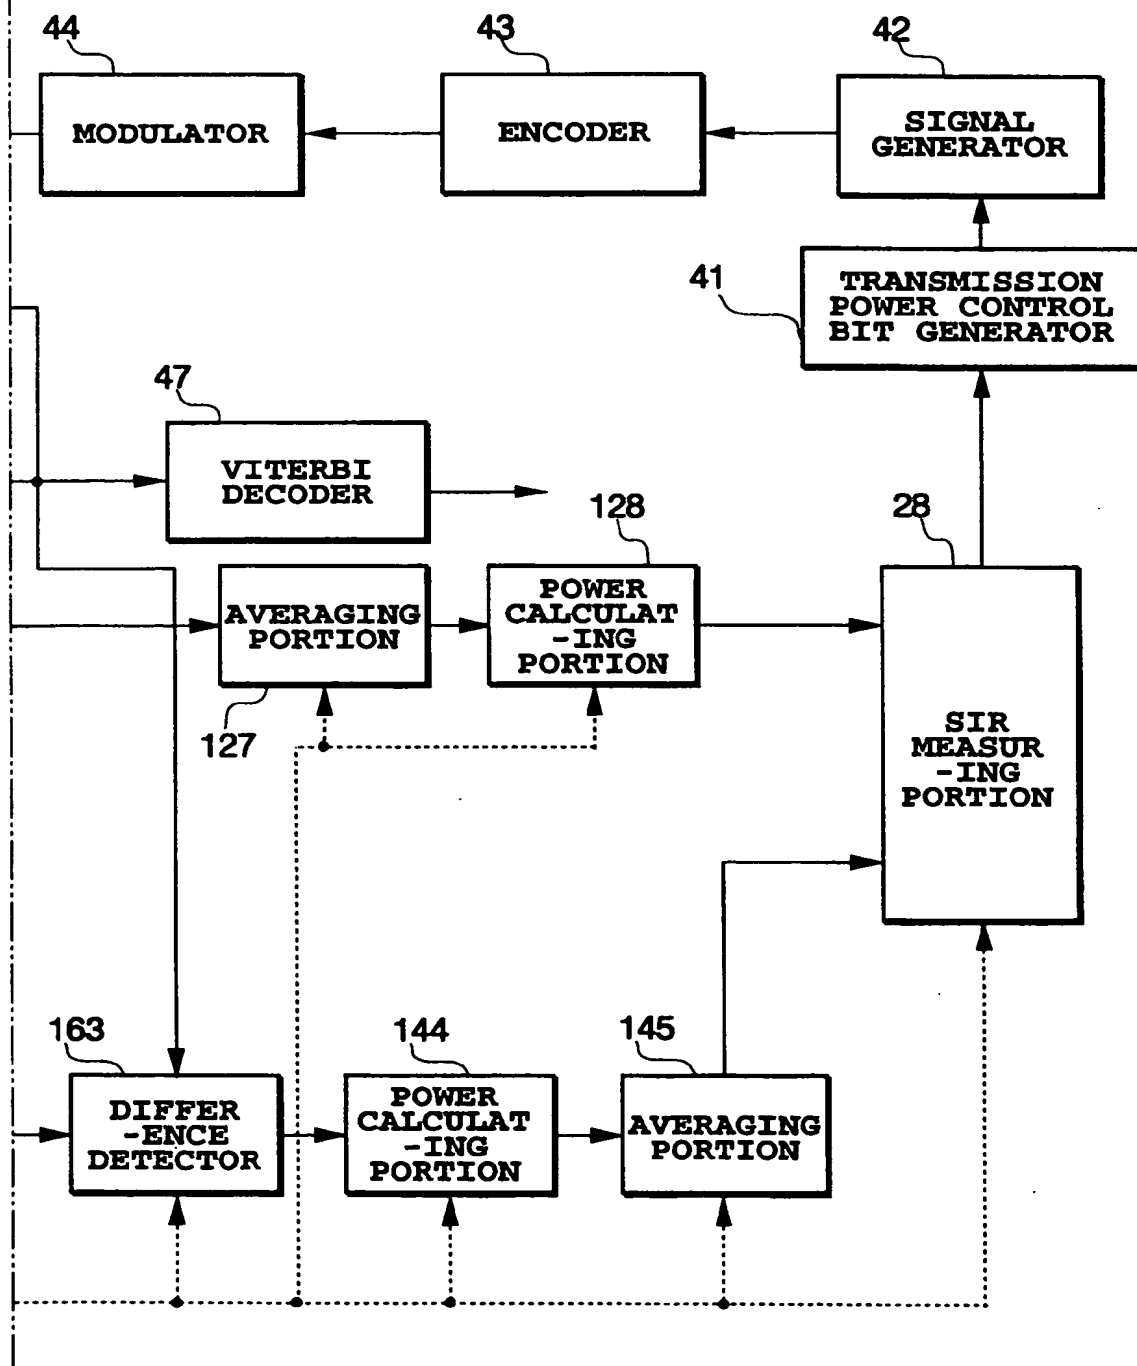 44
43
42
MODULATOR
ENCODER
SIGNAL
GENERATOR
41
TRANSMISSION
POWER CONTROL
BIT GENERATOR
47
VITERBI
DECODER
128
28
AVERAGING
PORTION
POWER
CALCULAT
-ING
PORTION
127
SIR
MEASUR
-ING
PORTION
163
144
145
DIFFER
-ENCE
DETECTOR
POWER
CALCULAT
-ING
PORTION
AVERAGING
PORTION